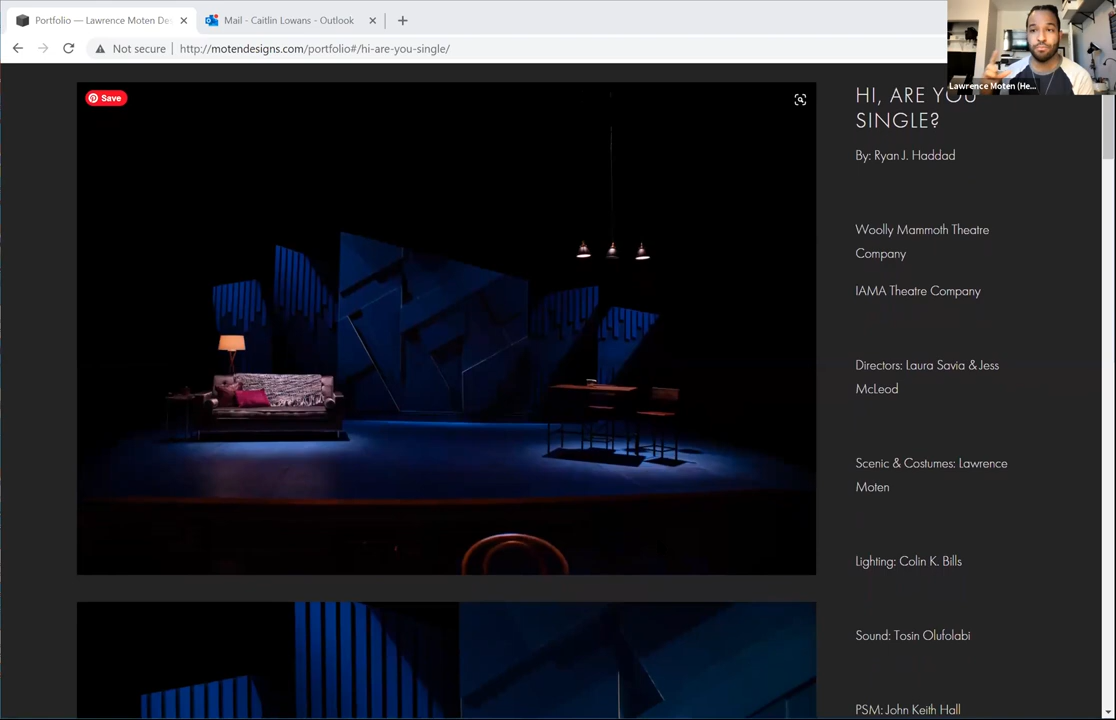 Portfolio — Lawrence Moten De
Mail - Caitlin Lowans - Outlook
Not secure | http://motendesigns.com/portfolio#/hi-are-you-single/
Lawrence Moten (He...
Save
HI, ARE YOU
SINGLE?
By: Ryan J. Haddad
Woolly Mammoth Theatre
Company
IAMA Theatre Company
Directors: Laura Savia & Jess
McLeod
Scenic & Costumes: Lawrence
Moten
Lighting: Colin K. Bills
Sound: Tosin Olufolabi
PSM: John Keith Hall